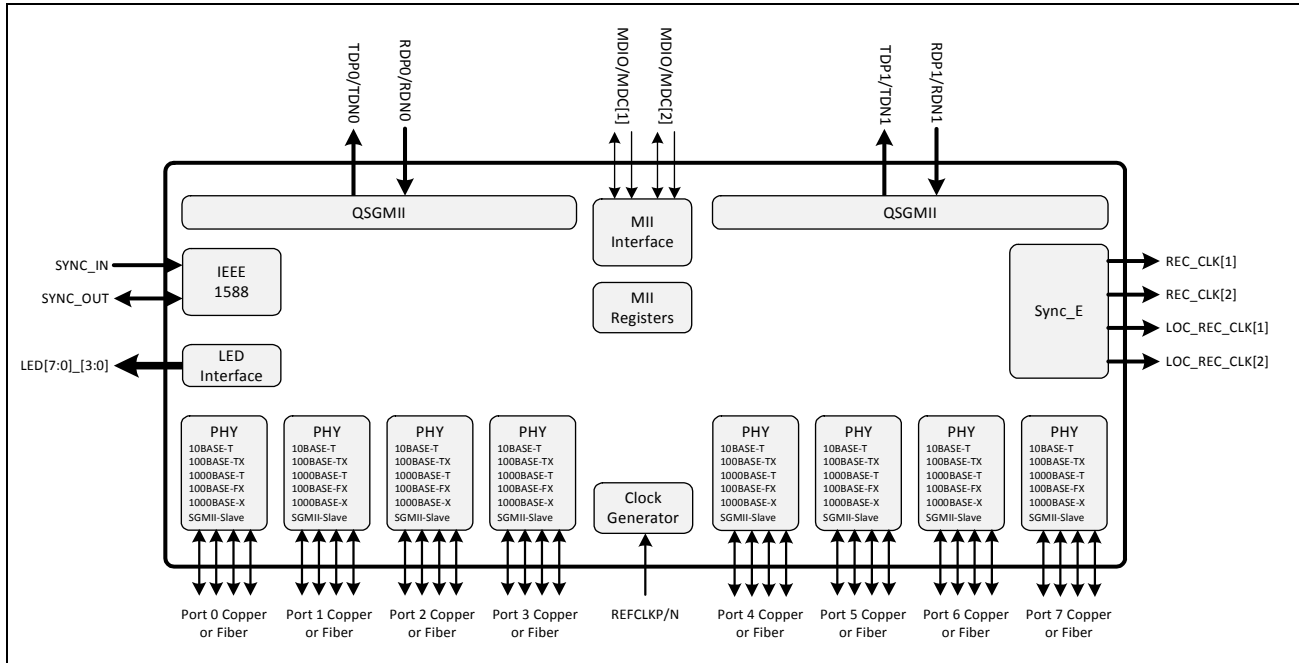 TDP0/TDN0
RDP0/RDN0
MDIO/MDC[1]
MDIO/MDC[2]
TDP1/TDN1
RDP1/RDN1
QSGMII
MII
Interface
QSGMII
SYNC_IN
SYNC_OUT
IEEE
1588
MII
Registers
Sync_E
REC_CLK[1]
REC_CLK[2]
LOC_REC_CLK[1]
LOC_REC_CLK[2]
LED[7:0]_[3:0]
LED
Interface
PHY
10BASE-T
100BASE-TX
1000BASE-T
100BASE-FX
1000BASE-X
SGMII-Slave
PHY
10BASE-T
100BASE-TX
1000BASE-T
100BASE-FX
1000BASE-X
SGMII-Slave
PHY
10BASE-T
100BASE-TX
1000BASE-T
100BASE-FX
1000BASE-X
SGMII-Slave
PHY
10BASE-T
100BASE-TX
1000BASE-T
100BASE-FX
1000BASE-X
SGMII-Slave
Clock
Generator
PHY
10BASE-T
100BASE-TX
1000BASE-T
100BASE-FX
1000BASE-X
SGMII-Slave
PHY
10BASE-T
100BASE-TX
1000BASE-T
100BASE-FX
1000BASE-X
SGMII-Slave
PHY
10BASE-T
100BASE-TX
1000BASE-T
100BASE-FX
1000BASE-X
SGMII-Slave
PHY
10BASE-T
100BASE-TX
1000BASE-T
100BASE-FX
1000BASE-X
SGMII-Slave
Port 0 Copper
or Fiber
Port 1 Copper
or Fiber
Port 2 Copper
or Fiber
Port 3 Copper
or Fiber
REFCLKP/N
Port 4 Copper
or Fiber
Port 5 Copper
or Fiber
Port 6 Copper
or Fiber
Port 7 Copper
or Fiber